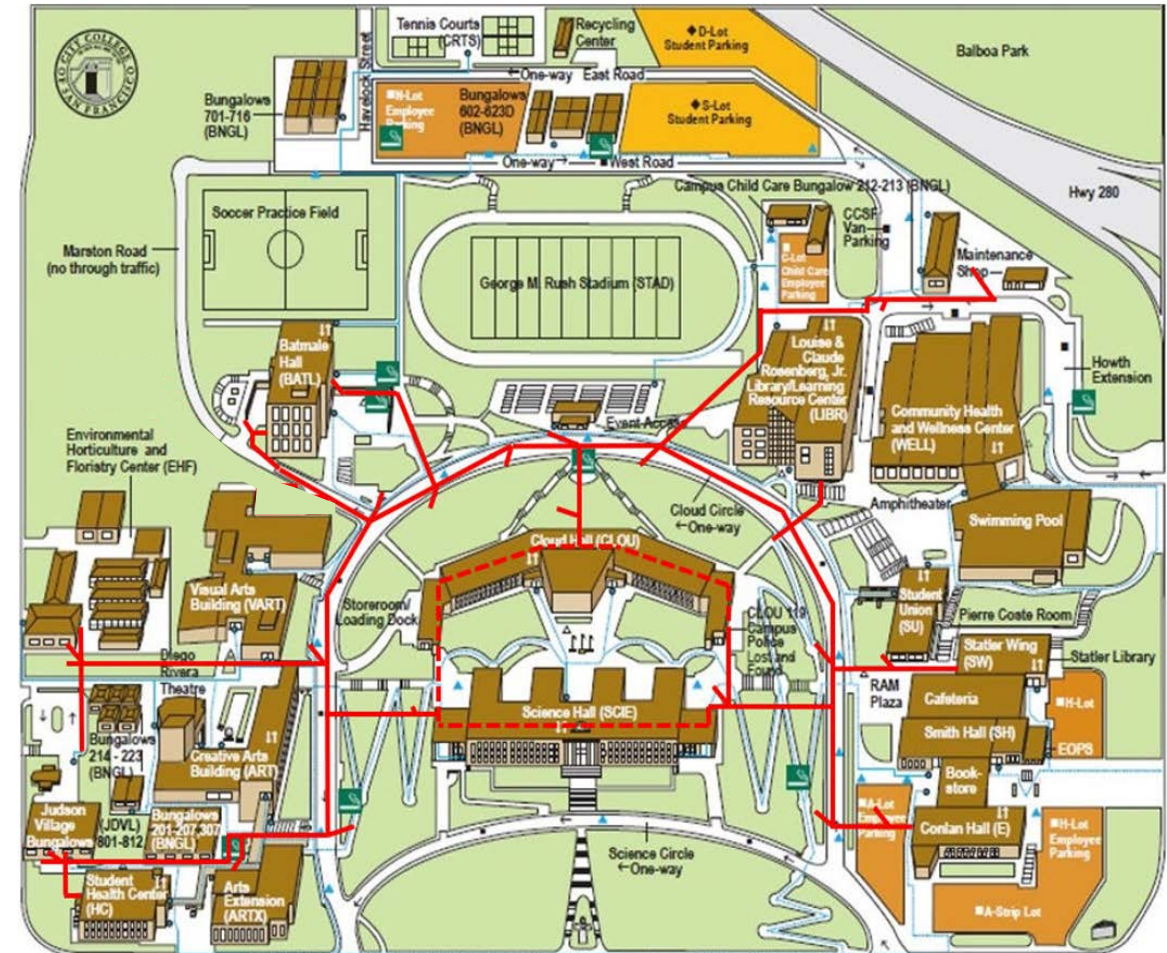 CITY COLLEGE OF
SAN FRANCISCO
Tennis Courts
(CRTS)
Recycling
Center
D-Lot
Student Parking
Balboa Park
Havelock Street
←One-way East Road
Bungalows
701-716
(BNGL)
N-Lot
Employee
Parking
Bungalows
602-623D
(BNGL)
S-Lot
Student Parking
One-way→
West Road
Hwy 280
Campus Child Care Bungalow 212-213 (BNGL)
Soccer Practice Field
CCSF
Van
Parking
Marston Road
(no through traffic)
Maintenance
Shop
C-Lot
Child Care
Employee
Parking
George M. Rush Stadium (STAD)
Batmale
Hall
(BATL)
Louise &
Claude
Rosenberg, Jr.
Library/Learning
Resource Center
(LIBR)
Howth
Extension
Community Health
and Wellness Center
(WELL)
Event Access
Environmental
Horticulture and
Floristry Center (EHF)
Cloud Circle
←One-way
Amphitheater
Swimming Pool
Cloud Hall (CLOU)
Visual Arts
Building (VART)
Storeroom/
Loading Dock
Student
Union
(SU)
Pierre Coste Room
CLOU 119
Campus
Police
Lost and
Found
Statler Wing
(SW)
Statler Library
Diego
Rivera
Theatre
RAM
Plaza
Cafeteria
H-Lot
Science Hall (SCIE)
Smith Hall (SH)
EOPS
Bungalows
214 - 223
(BNGL)
Creative Arts
Building (ART)
Book-
store
Judson
Village
Bungalows
(JDVL)
801-812
Bungalows
201-207,307
(BNGL)
A-Lot
Employee
Parking
Conlan Hall (E)
H-Lot
Employee
Parking
Science Circle
←One-way
Student
Health Center
(HC)
Arts
Extension
(ARTX)
A-Strip Lot